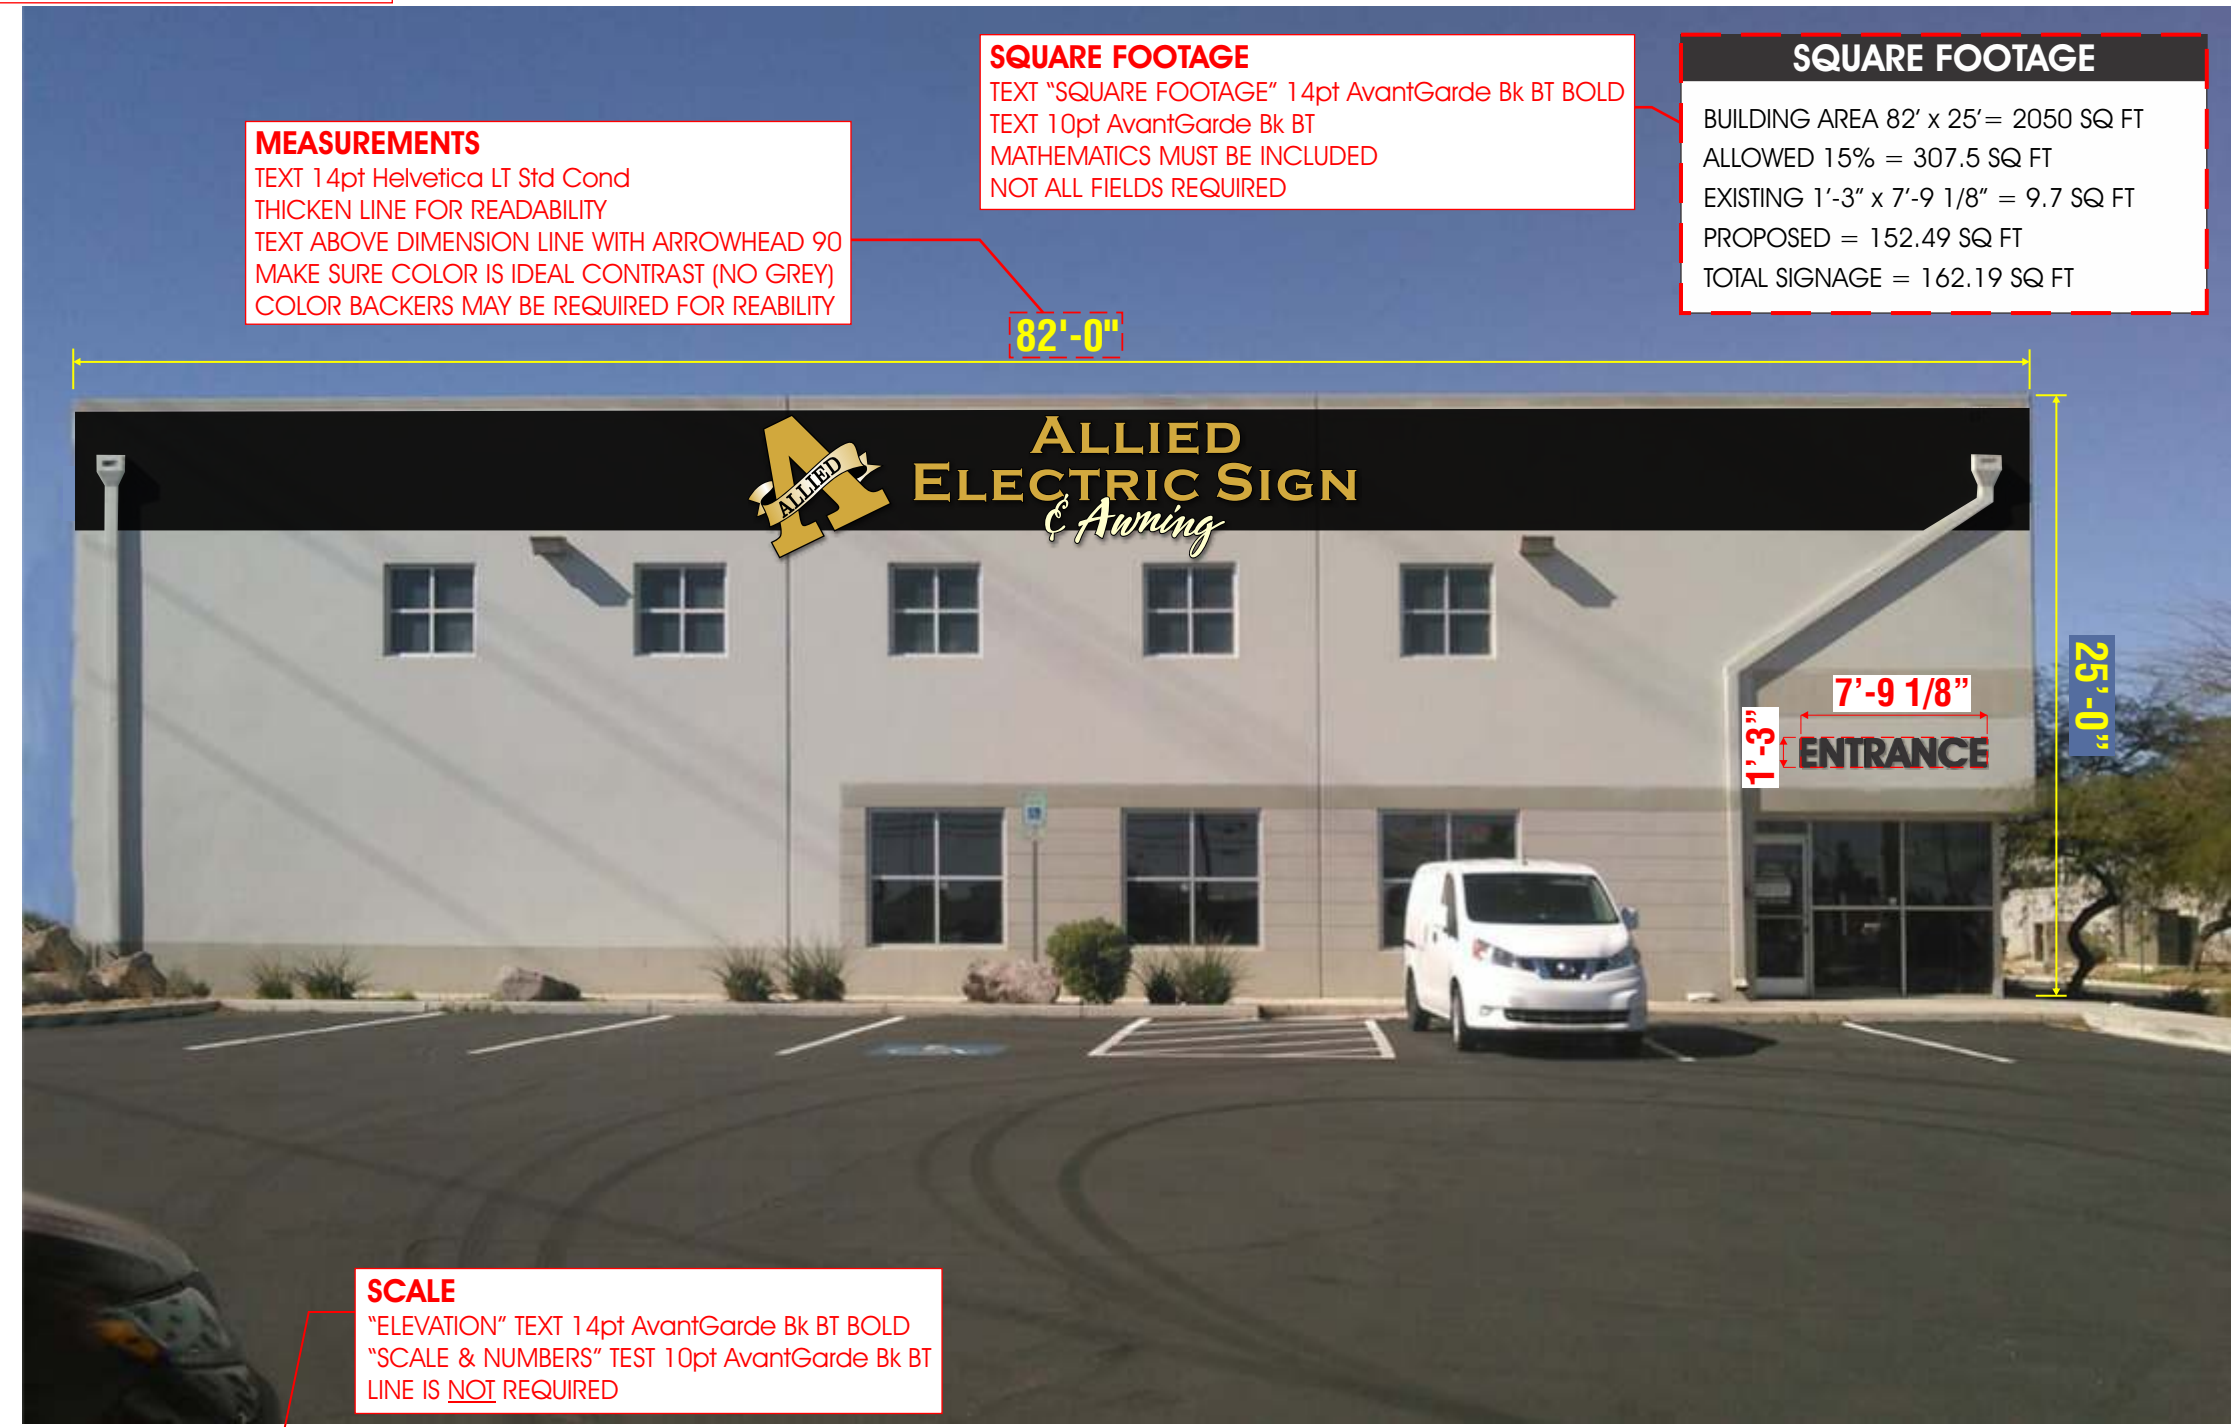 SQUARE FOOTAGE
TEXT “SQUARE FOOTAGE” 14pt AvantGarde Bk BT BOLD
TEXT 10pt AvantGarde Bk BT
MATHEMATICS MUST BE INCLUDED
NOT ALL FIELDS REQUIRED
SQUARE FOOTAGE
BUILDING AREA 82’ x 25’= 2050 SQ FT
ALLOWED 15% = 307.5 SQ FT
EXISTING 1’-3” x 7’-9 1/8” = 9.7 SQ FT
PROPOSED = 152.49 SQ FT
TOTAL SIGNAGE = 162.19 SQ FT
MEASUREMENTS
TEXT 14pt Helvetica LT Std Cond
THICKEN LINE FOR READABILITY
TEXT ABOVE DIMENSION LINE WITH ARROWHEAD 90
MAKE SURE COLOR IS IDEAL CONTRAST (NO GREY)
COLOR BACKERS MAY BE REQUIRED FOR REABILITY
82'-0"
ALLIED
ALLIED
ELECTRIC SIGN
& Awning
25’-0”
7’-9 1/8”
1’-3”
ENTRANCE
SCALE
“ELEVATION” TEXT 14pt AvantGarde Bk BT BOLD
“SCALE & NUMBERS” TEST 10pt AvantGarde Bk BT
LINE IS NOT REQUIRED